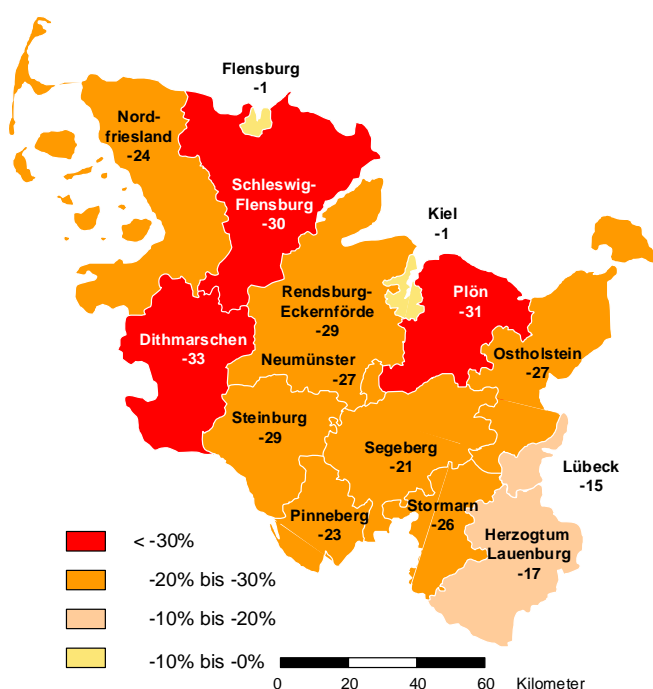 Flensburg
-1
Nord-
friesland
-24
Schleswig-
Flensburg
-30
Kiel
-1
Rendsburg-
Eckernförde
-29
Plön
-31
Dithmarschen
-33
Neumünster
-27
Ostholstein
-27
Steinburg
-29
Segeberg
-21
Lübeck
-15
Pinneberg
-23
Stormarn
-26
Herzogtum
Lauenburg
-17
< -30%
-20% bis -30%
-10% bis -20%
-10% bis -0%
0 20 40 60 Kilometer